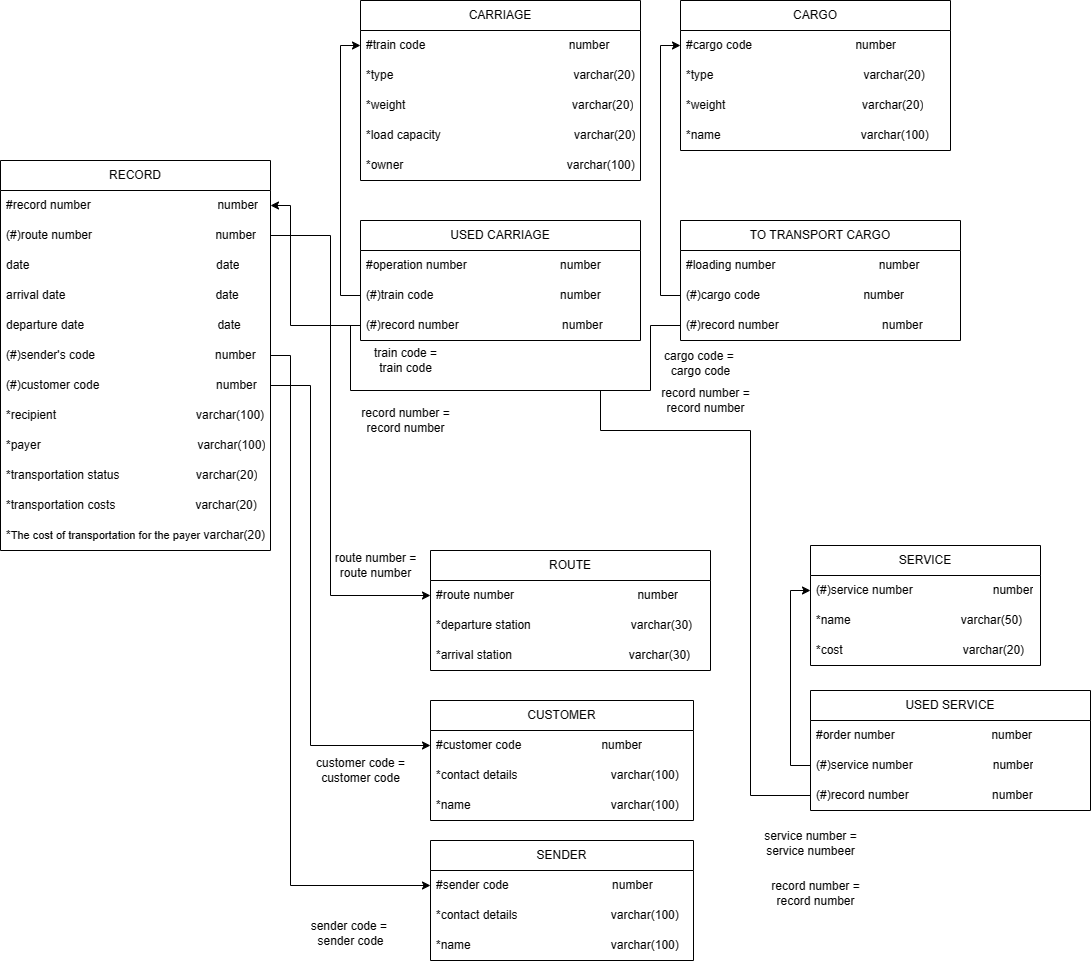 CARRIAGE
#train code number
*type varchar(20)
*weight varchar(20)
*load capacity varchar(20)
*owner varchar(100)
CARGO
#cargo code number
*type varchar(20)
*weight varchar(20)
*name varchar(100)
RECORD
#record number number
(#)route number number
date date
arrival date date
departure date date
(#)sender's code number
(#)customer code number
*recipient varchar(100)
*payer varchar(100)
*transportation status varchar(20)
*transportation costs varchar(20)
*The cost of transportation for the payer varchar(20)
USED CARRIAGE
#operation number number
(#)train code number
(#)record number number
train code =
train code
record number =
record number
TO TRANSPORT CARGO
#loading number number
(#)cargo code number
(#)record number number
cargo code =
cargo code
record number =
record number
route number =
route number
ROUTE
#route number number
*departure station varchar(30)
*arrival station varchar(30)
SERVICE
(#)service number number
*name varchar(50)
*cost varchar(20)
CUSTOMER
#customer code number
*contact details varchar(100)
*name varchar(100)
customer code =
customer code
USED SERVICE
#order number number
(#)service number number
(#)record number number
service number =
service numbeer
record number =
record number
SENDER
#sender code number
*contact details varchar(100)
*name varchar(100)
sender code =
sender code